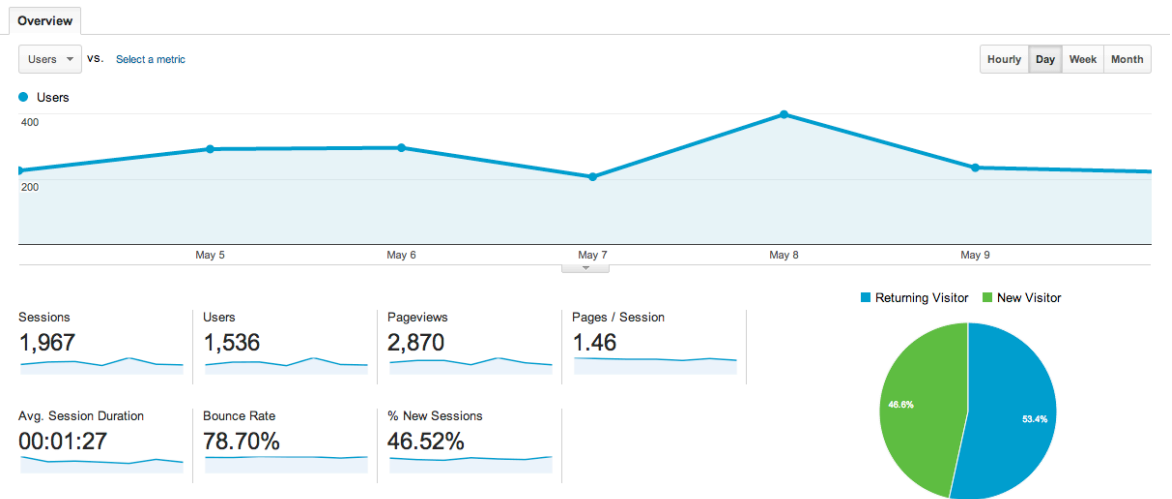 Overview
Users VS. Select a metric
Hourly Day Week Month
Users
400
200
May 5 May 6 May 7 May 8 May 9
Returning Visitor New Visitor
Sessions Users Pageviews Pages / Session
1,967 1,536 2,870 1.46
46.6%
53.4%
Avg. Session Duration Bounce Rate % New Sessions
00:01:27 78.70% 46.52%